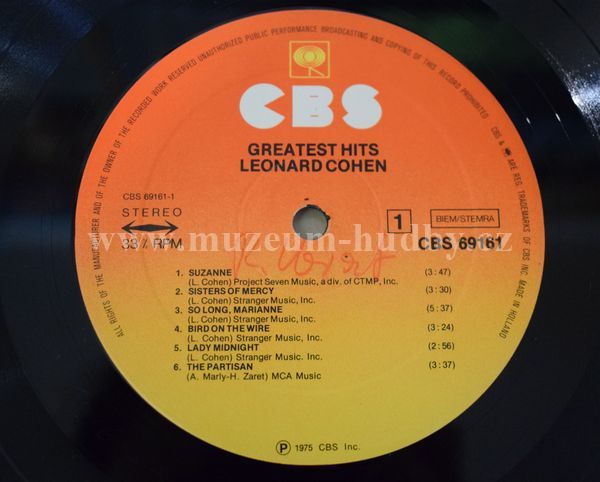 ALL RIGHTS OF THE MANUFACTURER AND OF THE OWNER OF THE RECORDED WORK RESERVED UNAUTHORIZED PUBLIC PERFORMANCE BROADCASTING AND COPYING OF THIS RECORD PROHIBITED
CBS & ARE REG. TRADEMARKS OF CBS INC. MADE IN HOLLAND
CBS
GREATEST HITS
LEONARD COHEN
CBS 69161-1
STEREO
33⅓ RPM
1
BIEM/STEMRA
CBS 69161
www.muzeum-hudby.cz
1. SUZANNE (3:47)
(L. Cohen) Project Seven Music, a div. of CTMP, Inc.
2. SISTERS OF MERCY (3:30)
(L. Cohen) Stranger Music, Inc.
3. SO LONG, MARIANNE (5:37)
(L. Cohen) Stranger Music, Inc.
4. BIRD ON THE WIRE (3:24)
(L. Cohen) Stranger Music, Inc.
5. LADY MIDNIGHT (2:56)
(L. Cohen) Stranger Music. Inc.
6. THE PARTISAN (3:37)
(A. Marly-H. Zaret) MCA Music
℗ 1975 CBS Inc.